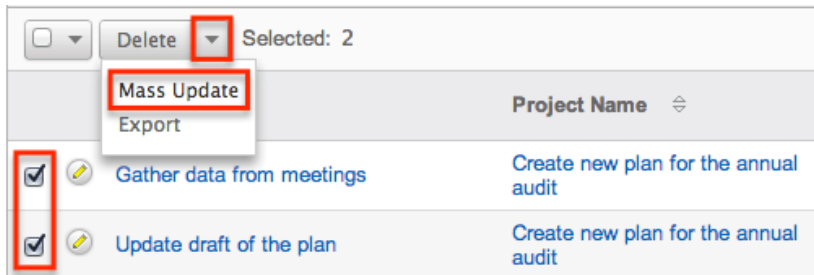 Delete Selected: 2
Mass Update
Export
Project Name
Gather data from meetings
Create new plan for the annual
audit
Update draft of the plan
Create new plan for the annual
audit